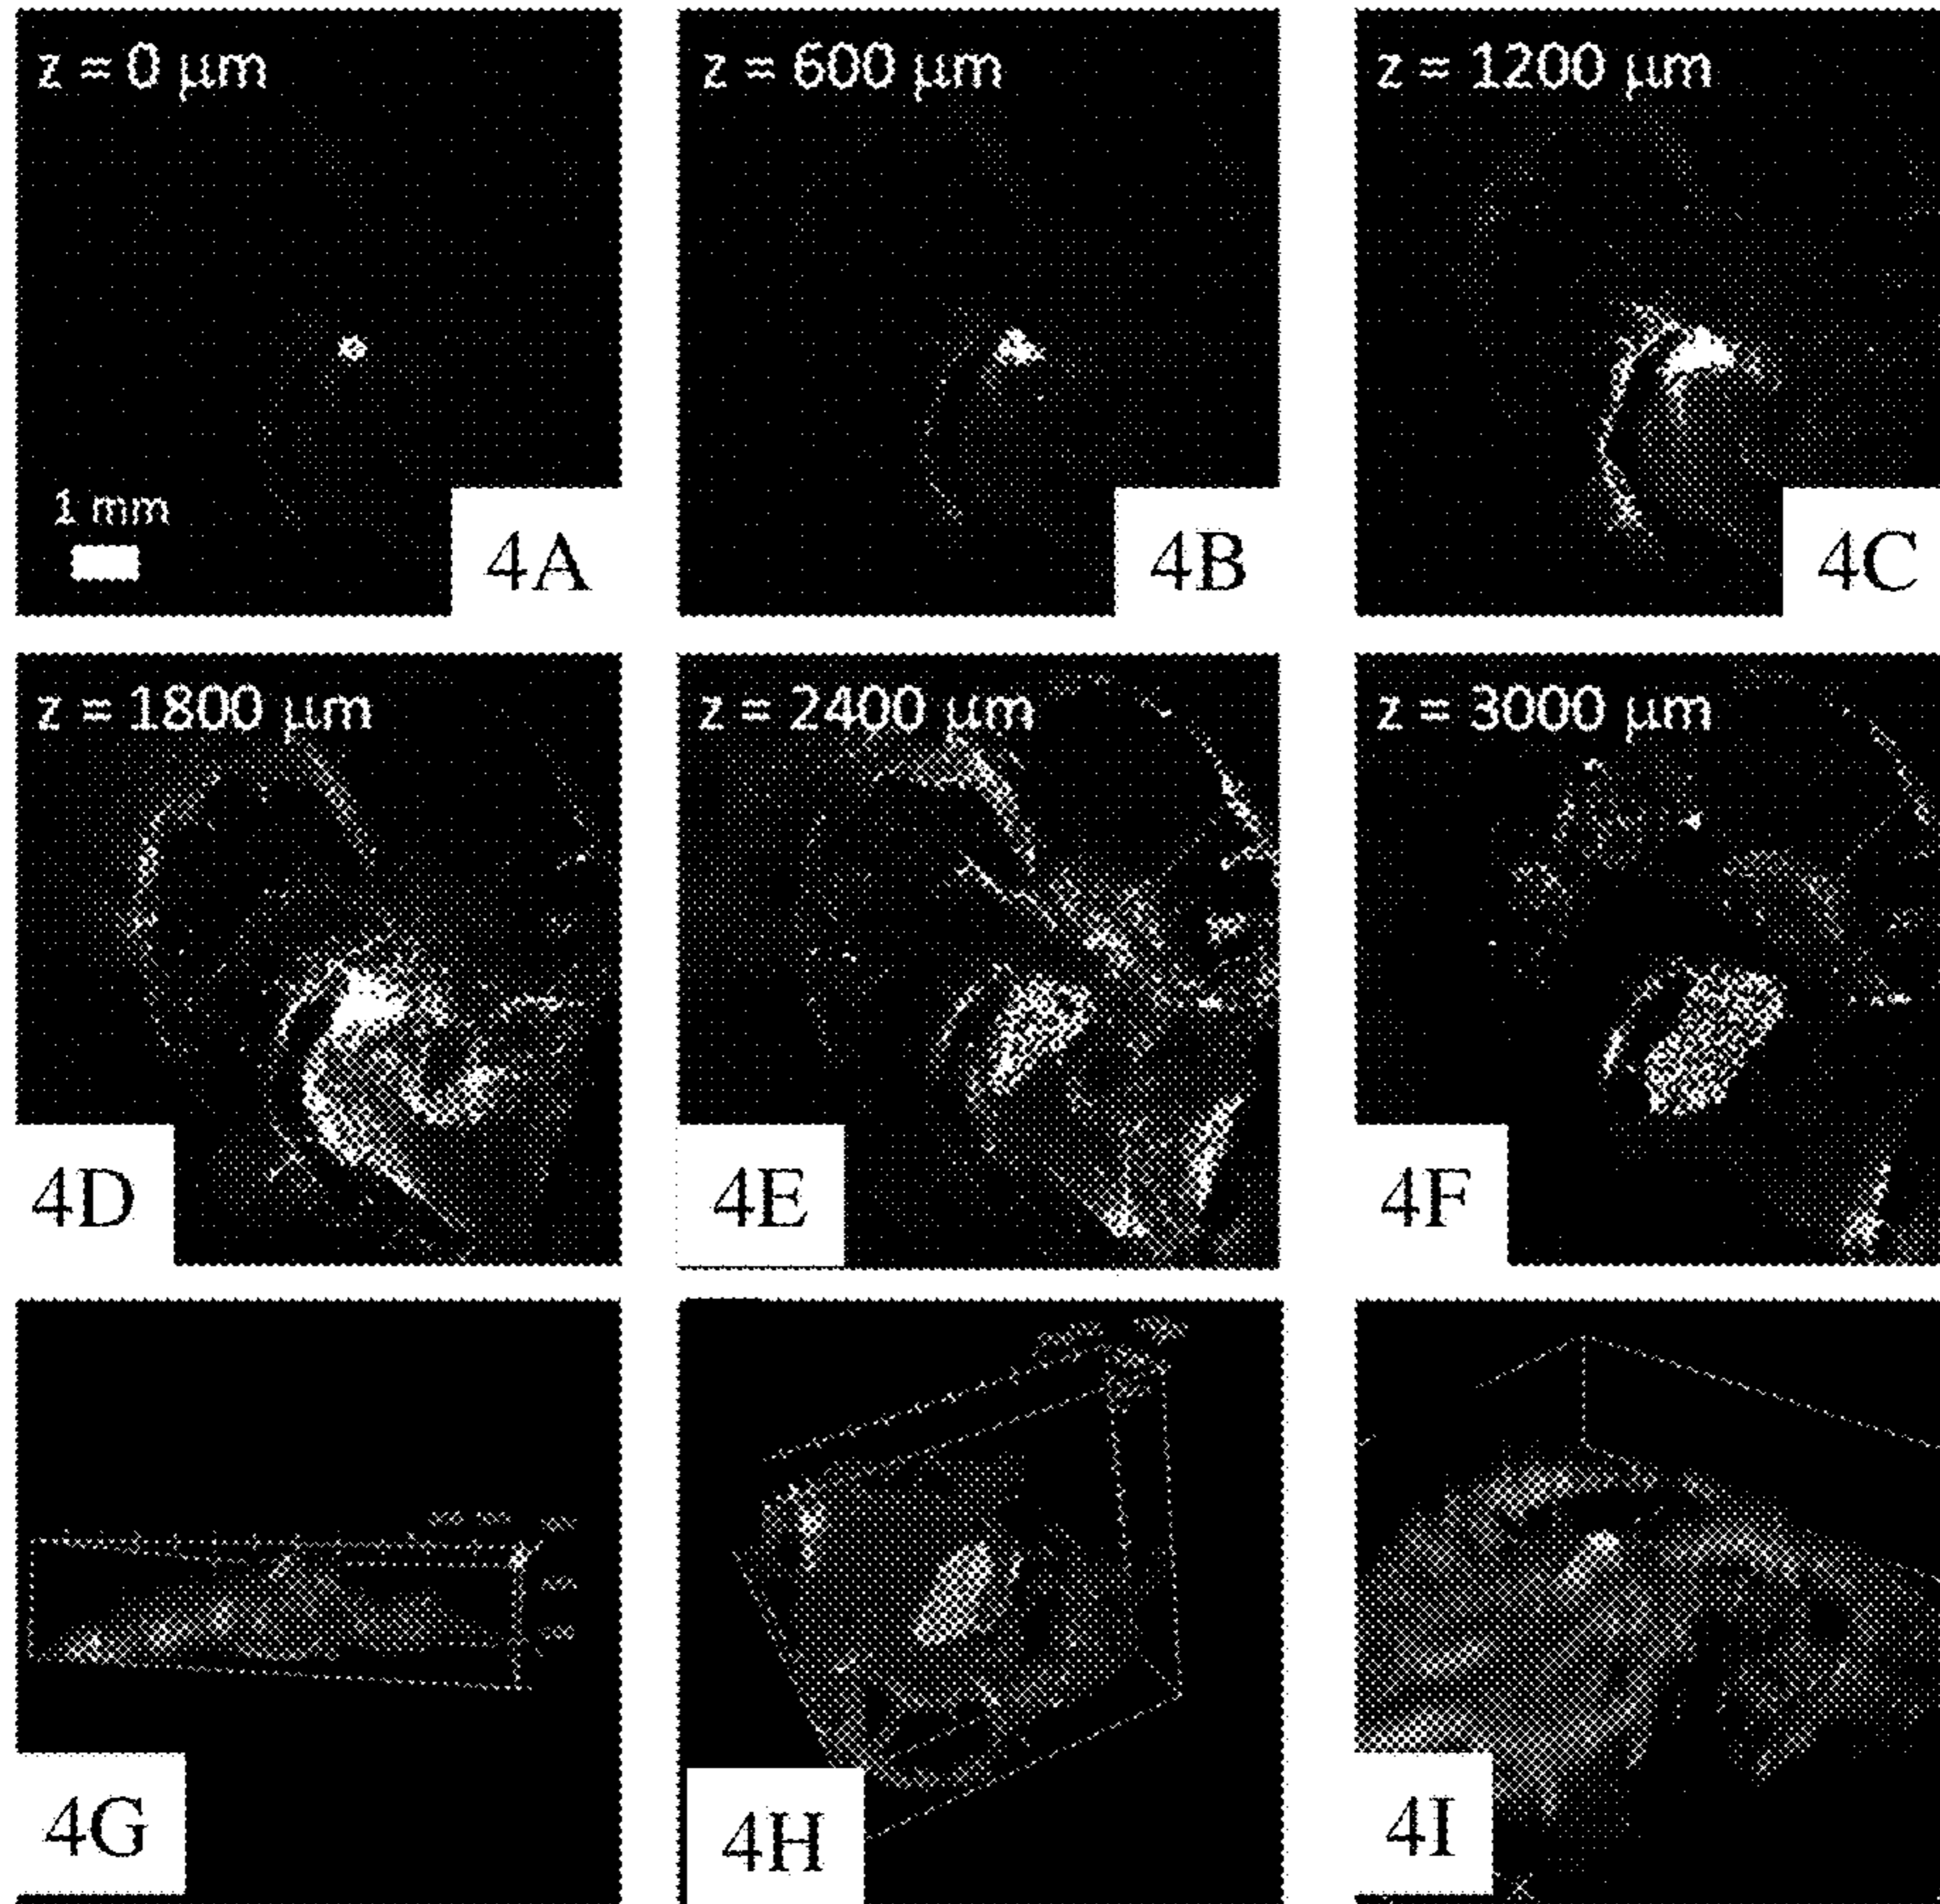 z = 0 μm
1 mm
4A
z = 600 μm
4B
z = 1200 μm
4C
z = 1800 μm
4D
z = 2400 μm
4E
z = 3000 μm
4F
4G
4H
4I